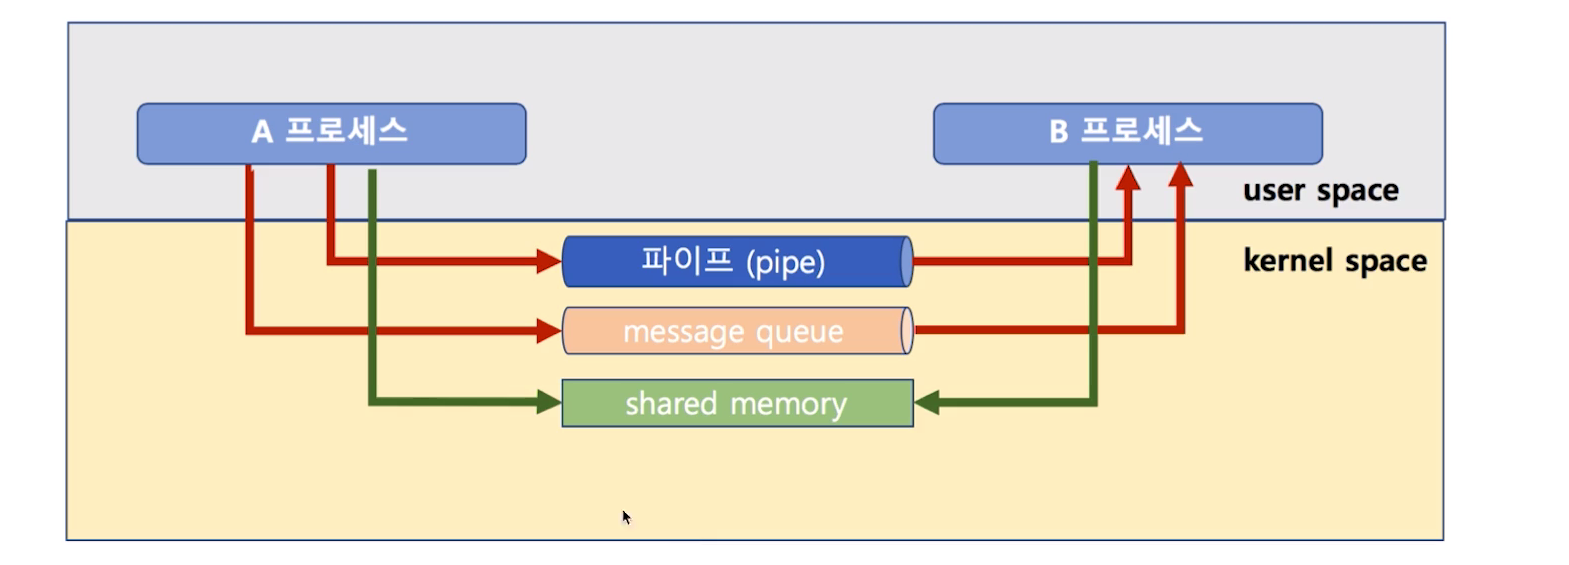 A 프로세스
B 프로세스
user space
파이프 (pipe)
kernel space
message queue
shared memory